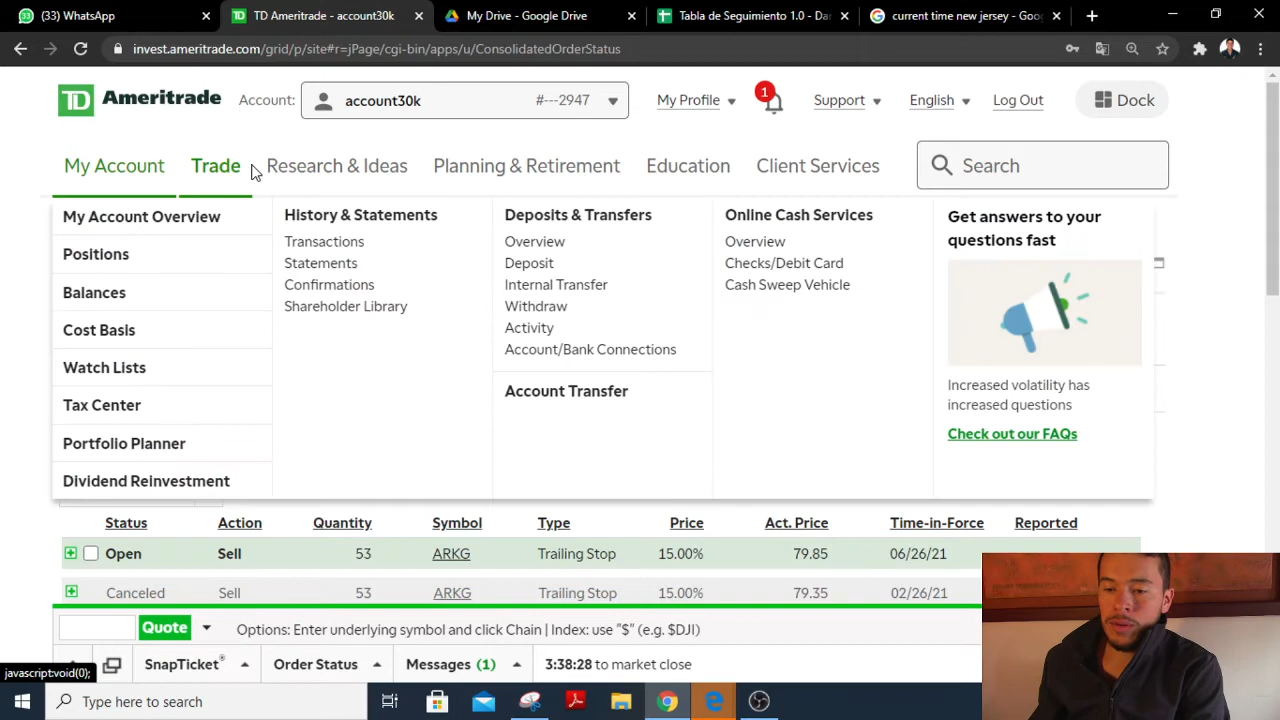 (33) WhatsApp
TD Ameritrade - account30k
My Drive - Google Drive
Tabla de Seguimiento 1.0 - Da
current time new jersey - Goo
invest.ameritrade.com/grid/p/site#r=jPage/cgi-bin/apps/u/ConsolidatedOrderStatus
TD Ameritrade
Account:
account30k
#---2947
My Profile
1
Support
English
Log Out
Dock
My Account
Trade
Research & Ideas
Planning & Retirement
Education
Client Services
Search
My Account Overview
Positions
Balances
Cost Basis
Watch Lists
Tax Center
Portfolio Planner
Dividend Reinvestment
History & Statements
Transactions
Statements
Confirmations
Shareholder Library
Deposits & Transfers
Overview
Deposit
Internal Transfer
Withdraw
Activity
Account/Bank Connections
Account Transfer
Online Cash Services
Overview
Checks/Debit Card
Cash Sweep Vehicle
Get answers to your
questions fast
Increased volatility has
increased questions
Check out our FAQs
Status Action Quantity Symbol Type Price Act. Price Time-in-Force Reported
Open Sell 53 ARKG Trailing Stop 15.00% 79.85 06/26/21
Canceled Sell 53 ARKG Trailing Stop 15.00% 79.35 02/26/21
Quote
Options: Enter underlying symbol and click Chain | Index: use "$" (e.g. $DJI)
javascript:void(0);
SnapTicket®
Order Status
Messages (1)
3:38:28 to market close
Type here to search